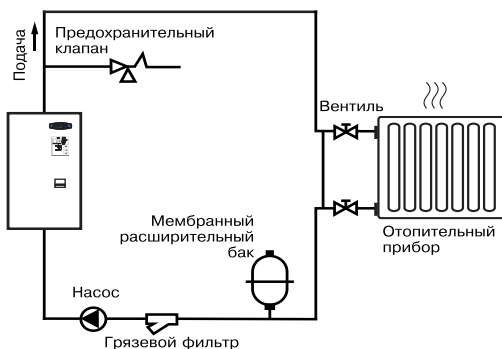 Предохранительный
клапан
Подача
Вентиль
Мембранный
расширительный
бак
Отопительный
прибор
Насос
Грязевой фильтр